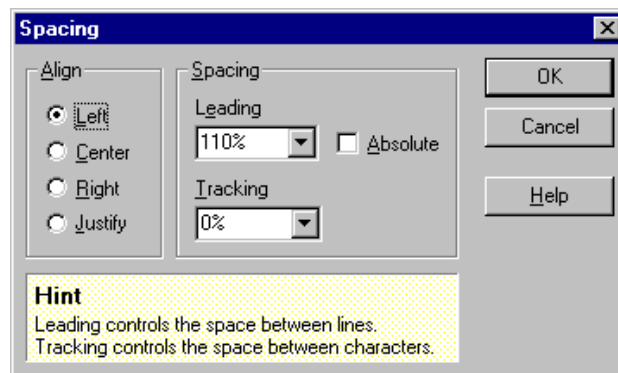 Spacing
Align
Left
Center
Right
Justify
Spacing
Leading
110%
Absolute
Tracking
0%
OK
Cancel
Help
Hint
Leading controls the space between lines.
Tracking controls the space between characters.